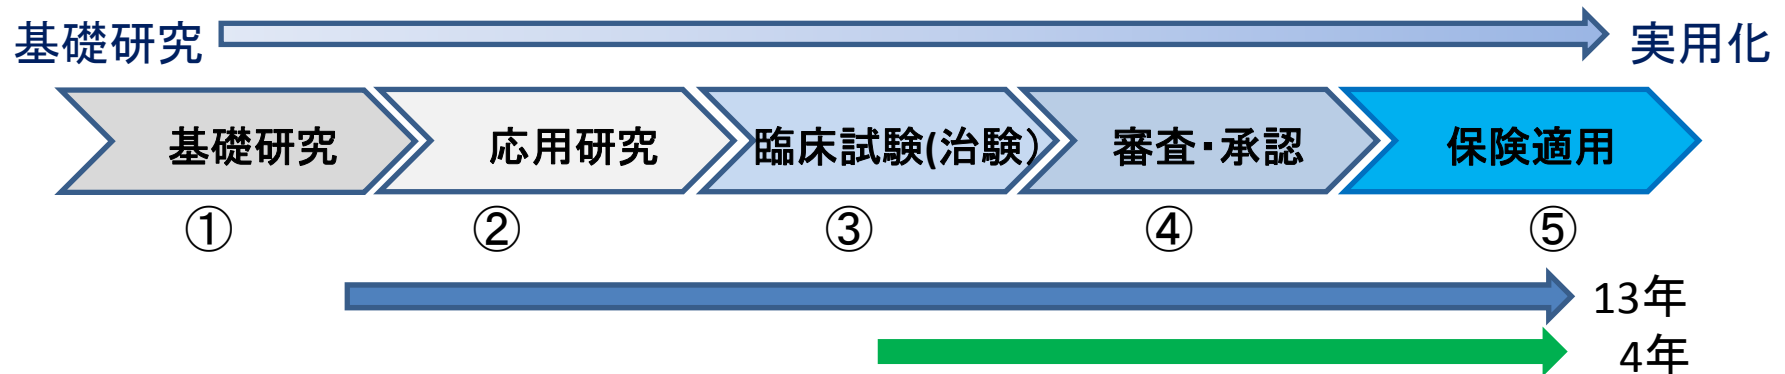 基礎研究 実用化
基礎研究 応用研究 臨床試験(治験） 審査・承認 保険適用
① ② ③ ④ ⑤
13年
4年